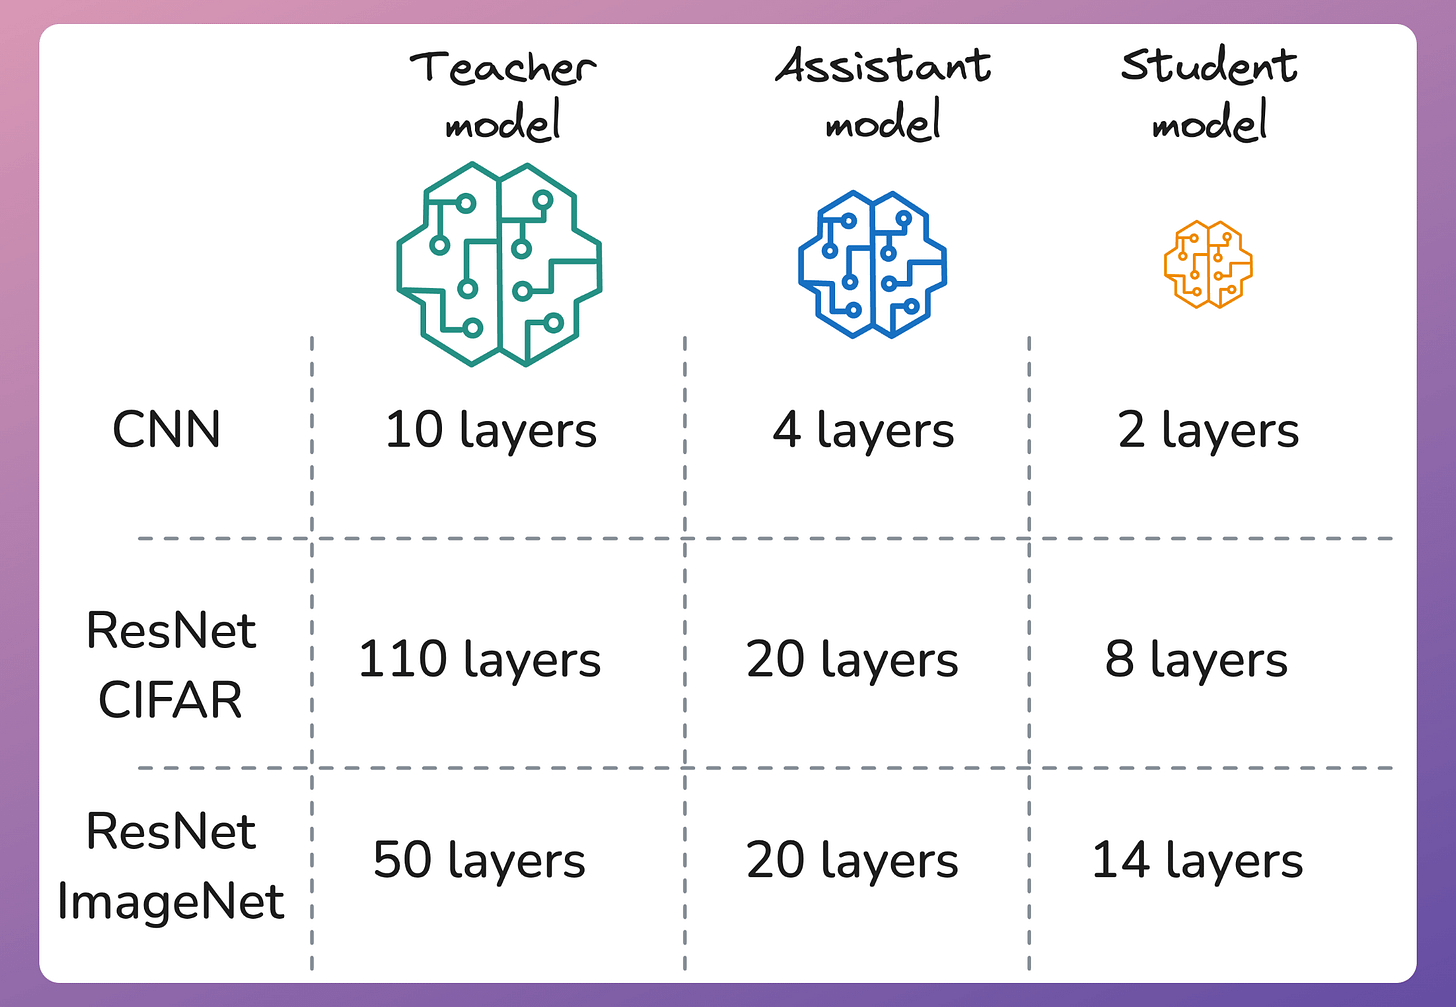 Teacher
model
Assistant
model
Student
model
CNN
10 layers
4 layers
2 layers
ResNet
CIFAR
110 layers
20 layers
8 layers
ResNet
ImageNet
50 layers
20 layers
14 layers